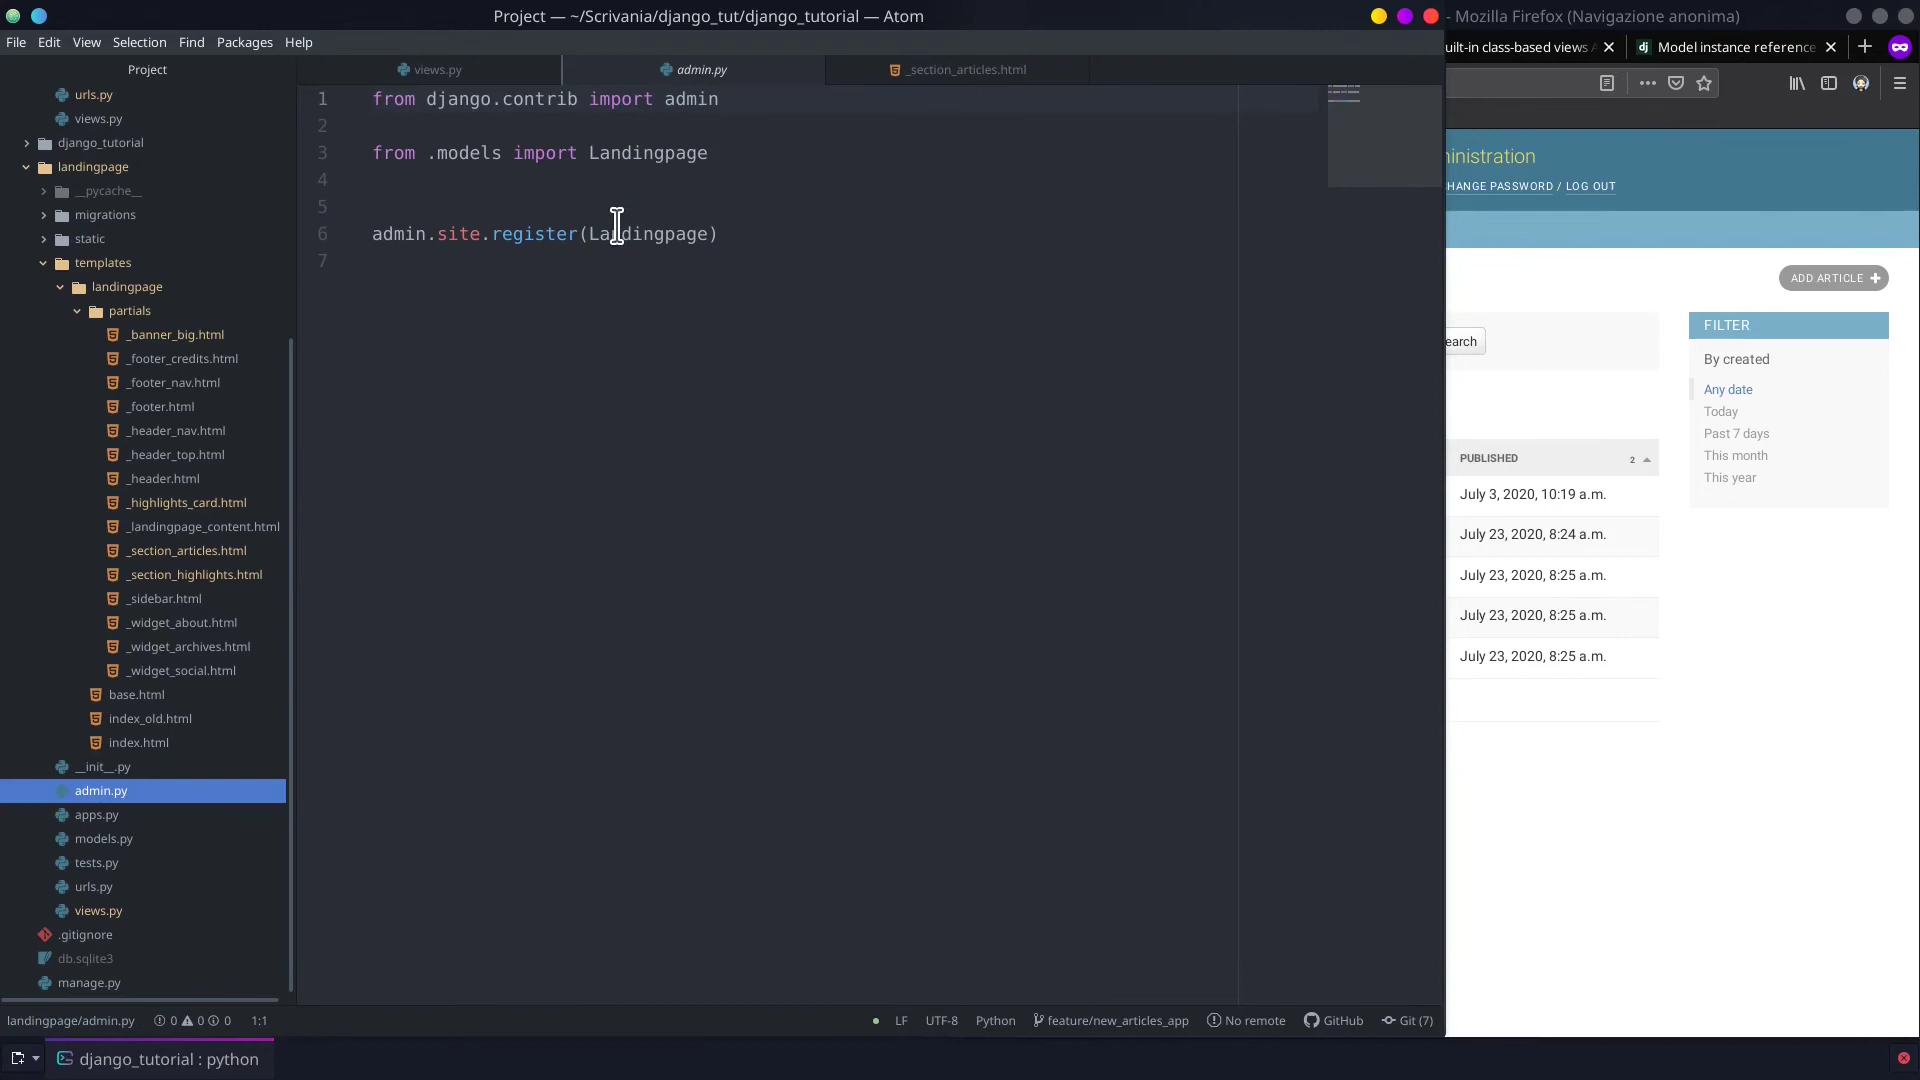 Project — ~/Scrivania/django_tut/django_tutorial — Atom
- Mozilla Firefox (Navigazione anonima)
File Edit View Selection Find Packages Help
uilt-in class-based views A
Model instance reference
Project
views.py
admin.py
_section_articles.html
urls.py
views.py
django_tutorial
landingpage
__pycache__
migrations
static
templates
landingpage
partials
_banner_big.html
_footer_credits.html
_footer_nav.html
_footer.html
_header_nav.html
_header_top.html
_header.html
_highlights_card.html
_landingpage_content.html
_section_articles.html
_section_highlights.html
_sidebar.html
_widget_about.html
_widget_archives.html
_widget_social.html
base.html
index_old.html
index.html
__init__.py
admin.py
apps.py
models.py
tests.py
urls.py
views.py
.gitignore
db.sqlite3
manage.py
1 from django.contrib import admin
2
3 from .models import Landingpage
4
5
6 admin.site.register(Landingpage)
7
inistration
HANGE PASSWORD / LOG OUT
ADD ARTICLE +
earch
FILTER
By created
Any date
Today
Past 7 days
This month
This year
PUBLISHED 2
July 3, 2020, 10:19 a.m.
July 23, 2020, 8:24 a.m.
July 23, 2020, 8:25 a.m.
July 23, 2020, 8:25 a.m.
July 23, 2020, 8:25 a.m.
landingpage/admin.py 0 0 0 1:1
LF UTF-8 Python feature/new_articles_app No remote GitHub Git (7)
django_tutorial : python